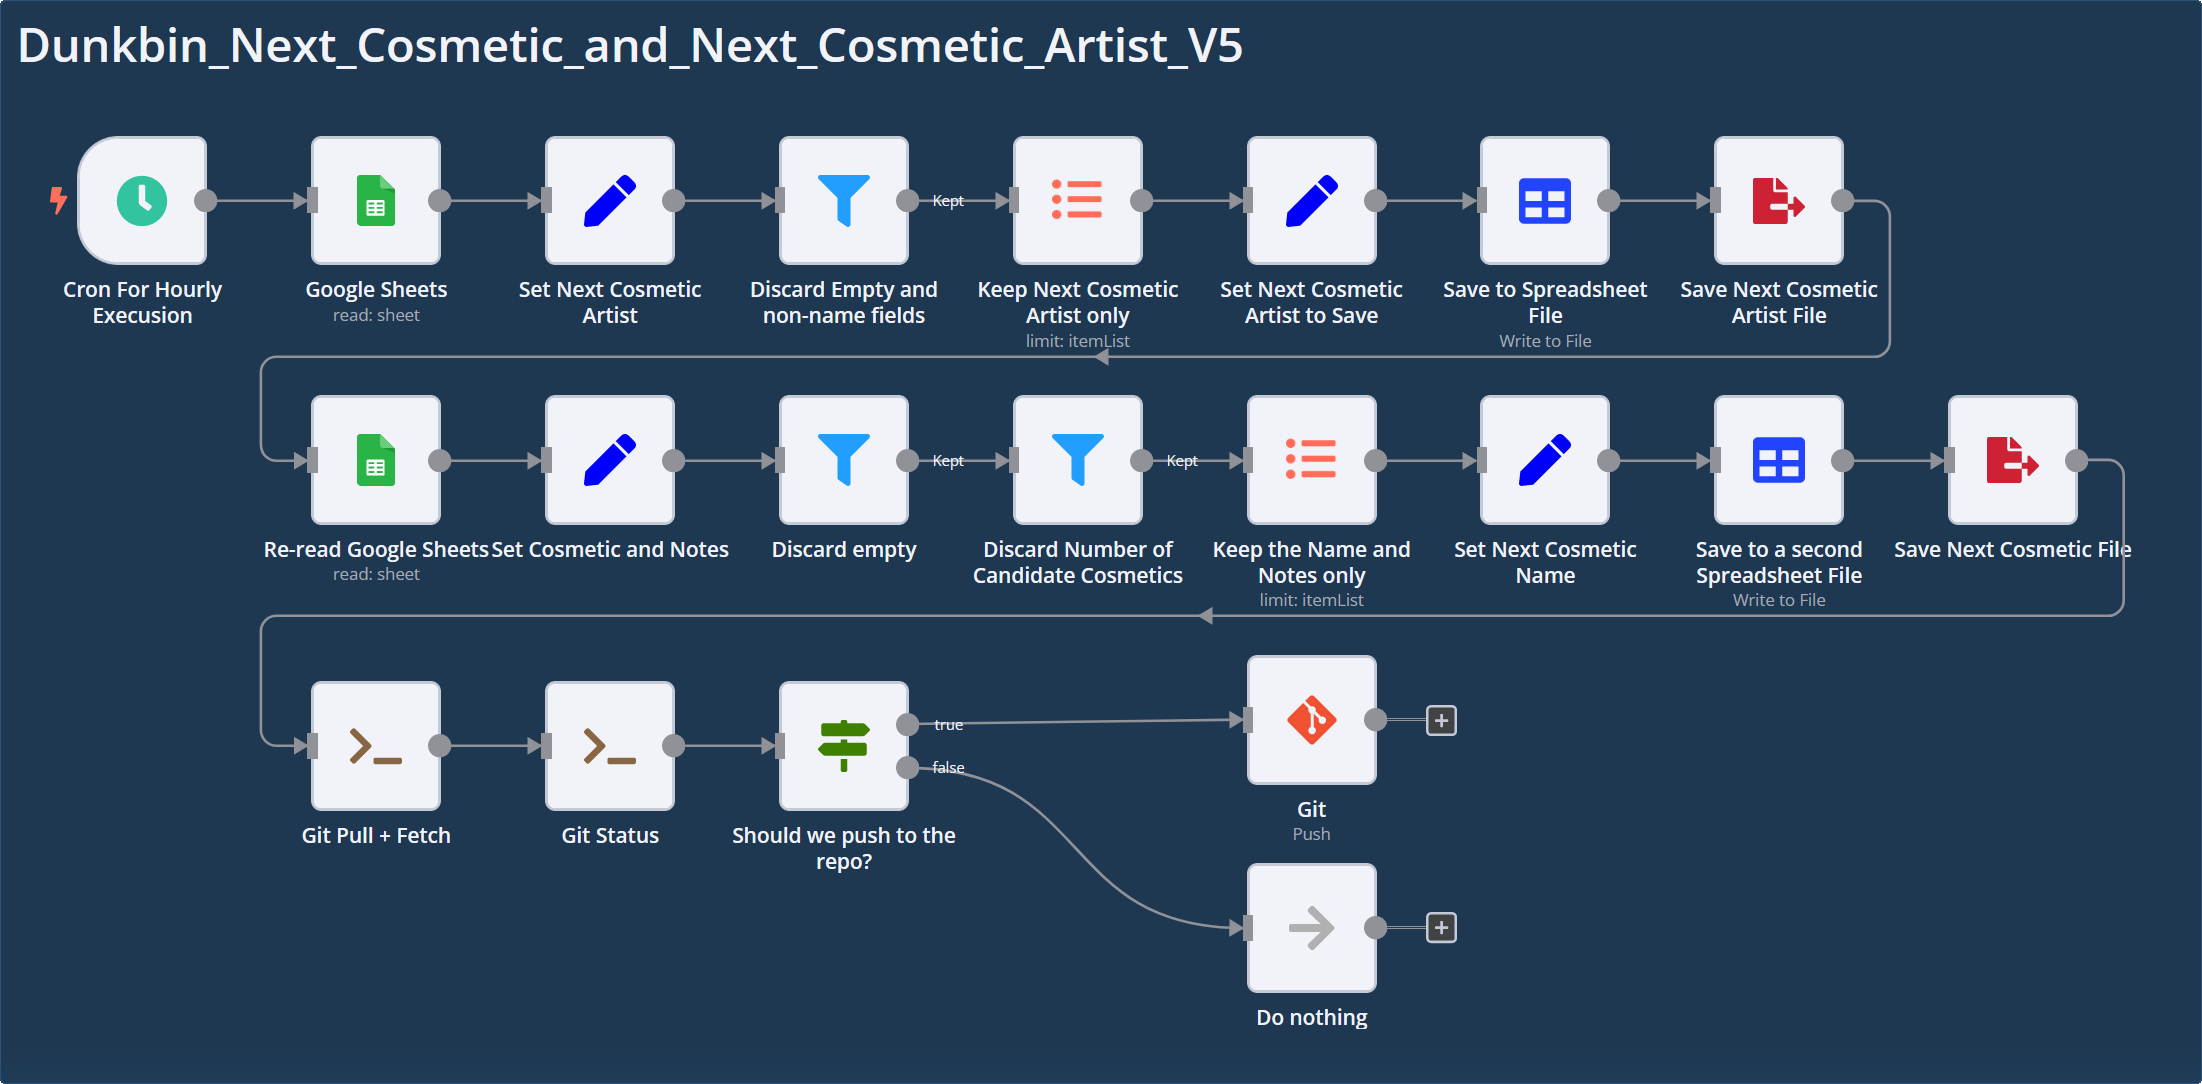 Dunkbin_Next_Cosmetic_and_Next_Cosmetic_Artist_V5
Kept
Cron For Hourly
Execusion
Google Sheets
read: sheet
Set Next Cosmetic
Artist
Discard Empty and
non-name fields
Keep Next Cosmetic
Artist only
limit: itemList
Set Next Cosmetic
Artist to Save
Save to Spreadsheet
File
Write to File
Save Next Cosmetic
Artist File
Kept
Kept
Re-read Google Sheets
read: sheet
Set Cosmetic and Notes
Discard empty
Discard Number of
Candidate Cosmetics
Keep the Name and
Notes only
limit: itemList
Set Next Cosmetic
Name
Save to a second
Spreadsheet File
Write to File
Save Next Cosmetic File
true
false
Git Pull + Fetch
Git Status
Should we push to the
repo?
Git
Push
Do nothing